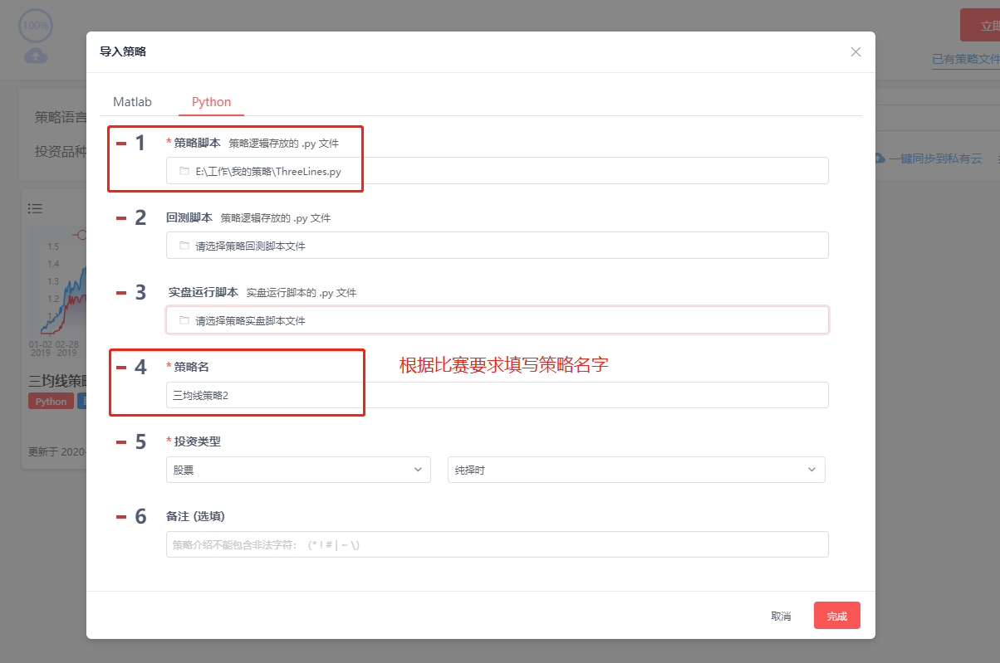 100%
立即
已有策略文件
导入策略
Matlab
Python
策略语言
投资品种
一键同步到私有云
1 * 策略脚本 策略逻辑存放的 .py 文件
E:\工作\我的策略\ThreeLines.py
2 回测脚本 策略逻辑存放的 .py 文件
请选择策略回测脚本文件
3 实盘运行脚本 实盘运行脚本的 .py 文件
请选择策略实盘脚本文件
1.5
1.4
1.3
1.2
1.1
01-02 02-28
2019 2019
三均线策略
Python
更新于 2020-
4 * 策略名
根据比赛要求填写策略名字
三均线策略2
5 * 投资类型
股票
纯择时
6 备注 (选填)
策略介绍不能包含非法字符： (* ! # | ~ \)
取消
完成